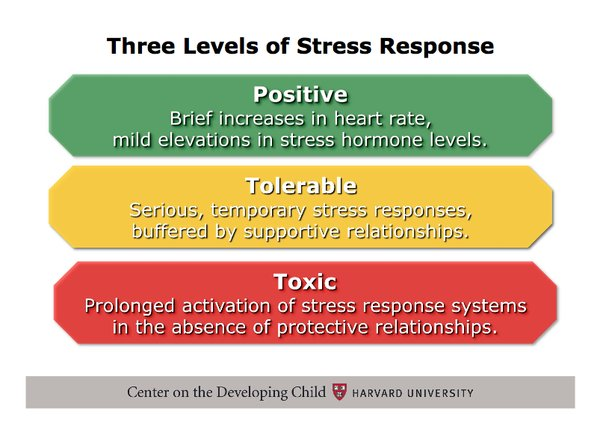 Three Levels of Stress Response
Positive
Brief increases in heart rate,
mild elevations in stress hormone levels.
Tolerable
Serious, temporary stress responses,
buffered by supportive relationships.
Toxic
Prolonged activation of stress response systems
in the absence of protective relationships.
Center on the Developing Child HARVARD UNIVERSITY